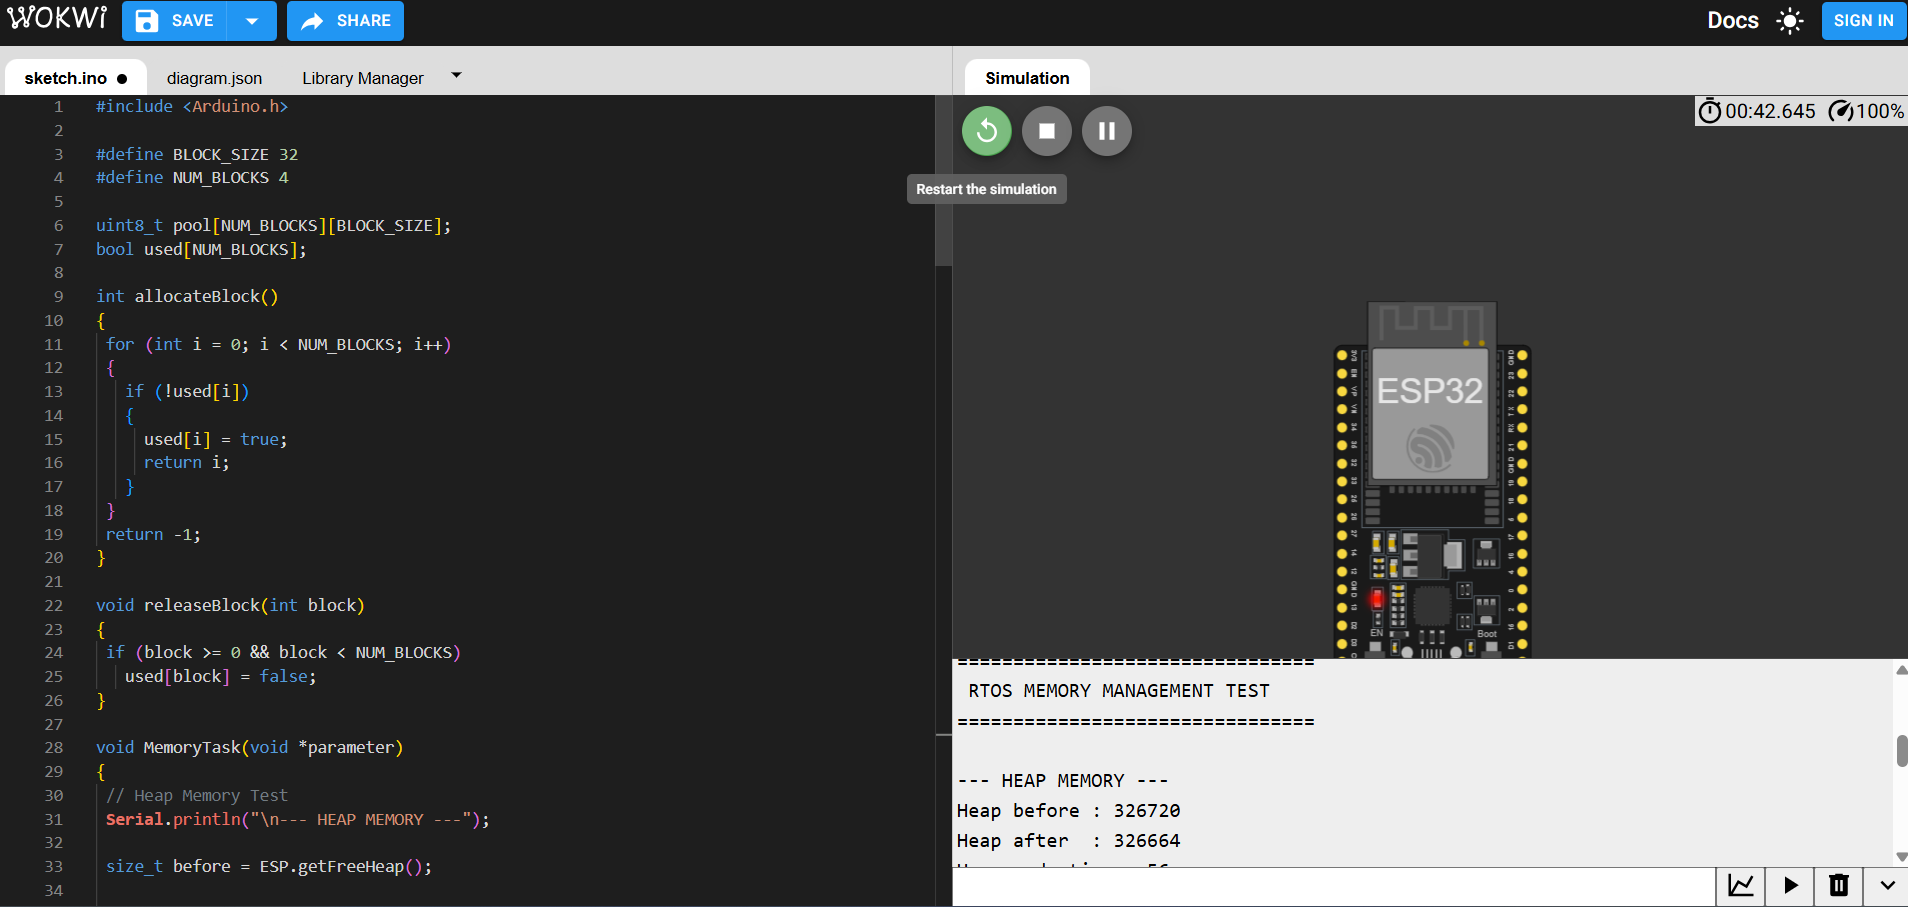 WOKWI
SAVE
SHARE
Docs
SIGN IN
sketch.ino
diagram.json
Library Manager
Simulation
1 #include <Arduino.h>
2
3 #define BLOCK_SIZE 32
4 #define NUM_BLOCKS 4
5
6 uint8_t pool[NUM_BLOCKS][BLOCK_SIZE];
7 bool used[NUM_BLOCKS];
8
9 int allocateBlock()
10 {
11 for (int i = 0; i < NUM_BLOCKS; i++)
12 {
13 if (!used[i])
14 {
15 used[i] = true;
16 return i;
17 }
18 }
19 return -1;
20 }
21
22 void releaseBlock(int block)
23 {
24 if (block >= 0 && block < NUM_BLOCKS)
25 used[block] = false;
26 }
27
28 void MemoryTask(void *parameter)
29 {
30 // Heap Memory Test
31 Serial.println("\n--- HEAP MEMORY ---");
32
33 size_t before = ESP.getFreeHeap();
34
00:42.645
100%
Restart the simulation
ESP32
EN
Boot
================================
RTOS MEMORY MANAGEMENT TEST
================================
--- HEAP MEMORY ---
Heap before : 326720
Heap after  : 326664